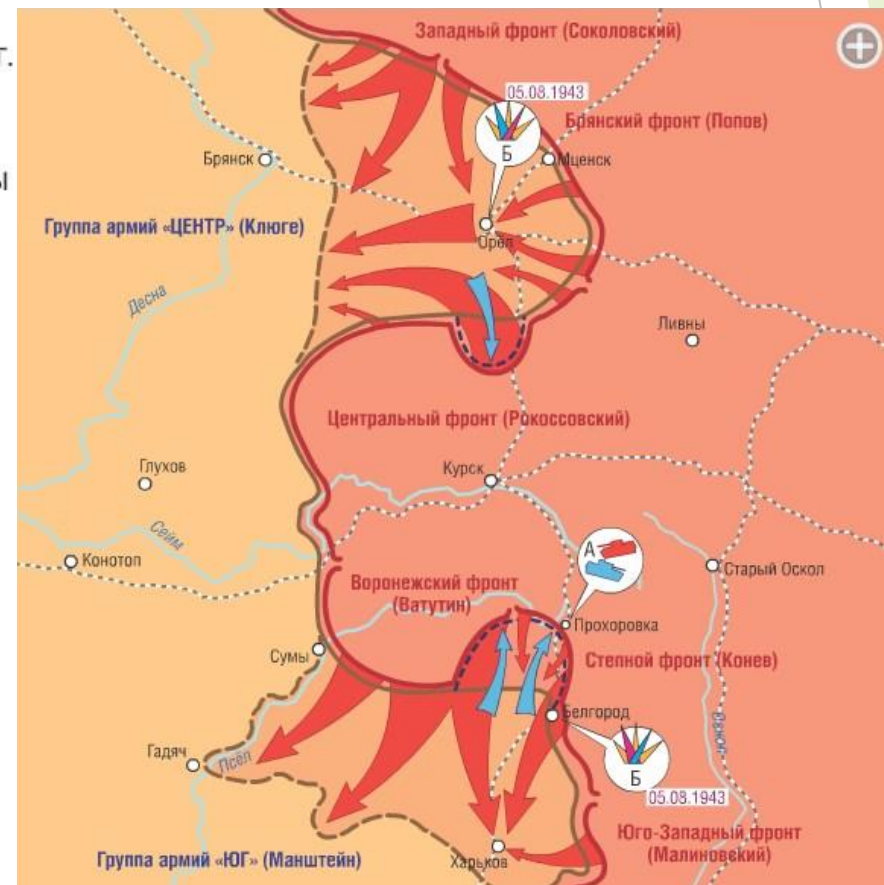 г.
ы
Западный фронт (Соколовский)
05.08.1943
Брянский фронт (Попов)
Б
Мценск
Брянск
Группа армий «ЦЕНТР» (Клюге)
Орёл
Десна
Ливны
Центральный фронт (Рокоссовский)
Глухов
Курск
Сейм
А
Конотоп
Старый Оскол
Воронежский фронт
(Ватутин)
Прохоровка
Сумы
Степной фронт (Конев)
Белгород
Гадяч
Псёл
Б
05.08.1943
Юго-Западный фронт
(Малиновский)
Харьков
Группа армий «ЮГ» (Манштейн)